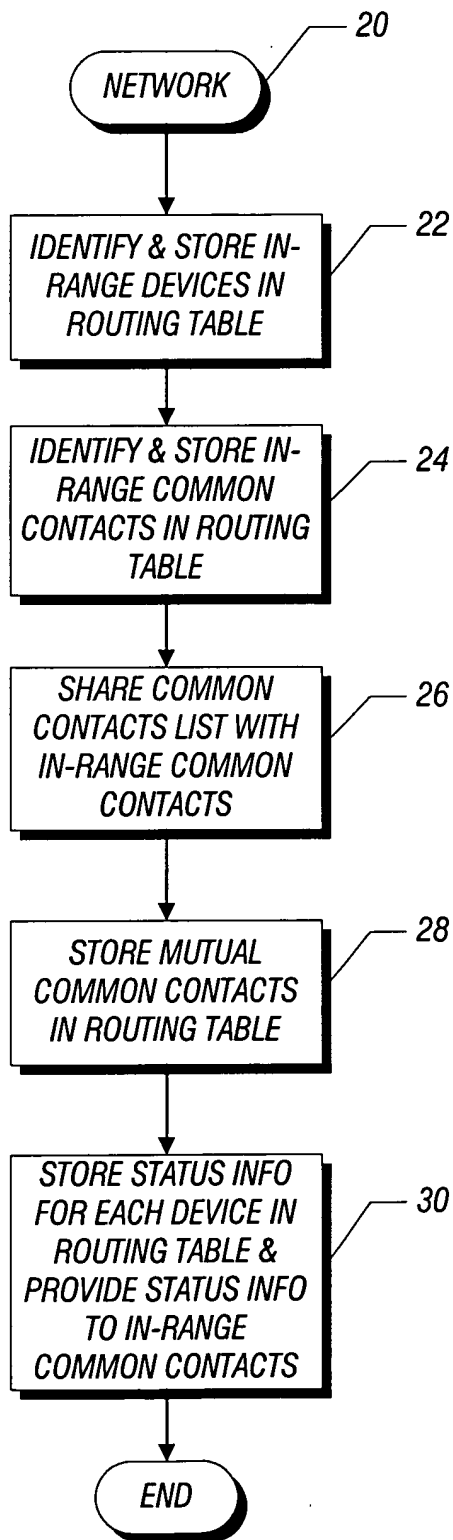 20
NETWORK
22
IDENTIFY & STORE IN-
RANGE DEVICES IN
ROUTING TABLE
24
IDENTIFY & STORE IN-
RANGE COMMON
CONTACTS IN ROUTING
TABLE
26
SHARE COMMON
CONTACTS LIST WITH
IN-RANGE COMMON
CONTACTS
28
STORE MUTUAL
COMMON CONTACTS
IN ROUTING TABLE
30
STORE STATUS INFO
FOR EACH DEVICE IN
ROUTING TABLE &
PROVIDE STATUS INFO
TO IN-RANGE
COMMON CONTACTS
END